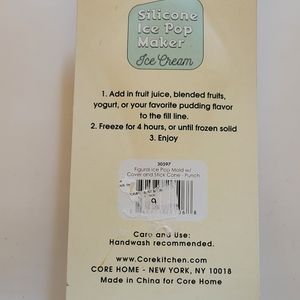 Silicone
Ice Pop
Maker
Ice Cream
1. Add in fruit juice, blended fruits,
yogurt, or your favorite pudding flavor
to the fill line.
2. Freeze for 4 hours, or until frozen solid
3. Enjoy
30597
Figural Ice Pop Mold w/
Cover and Stick Cone - Punch
Care and Use:
Handwash recommended.
www.Corekitchen.com
CORE HOME - NEW YORK, NY 10018
Made in China for Core Home